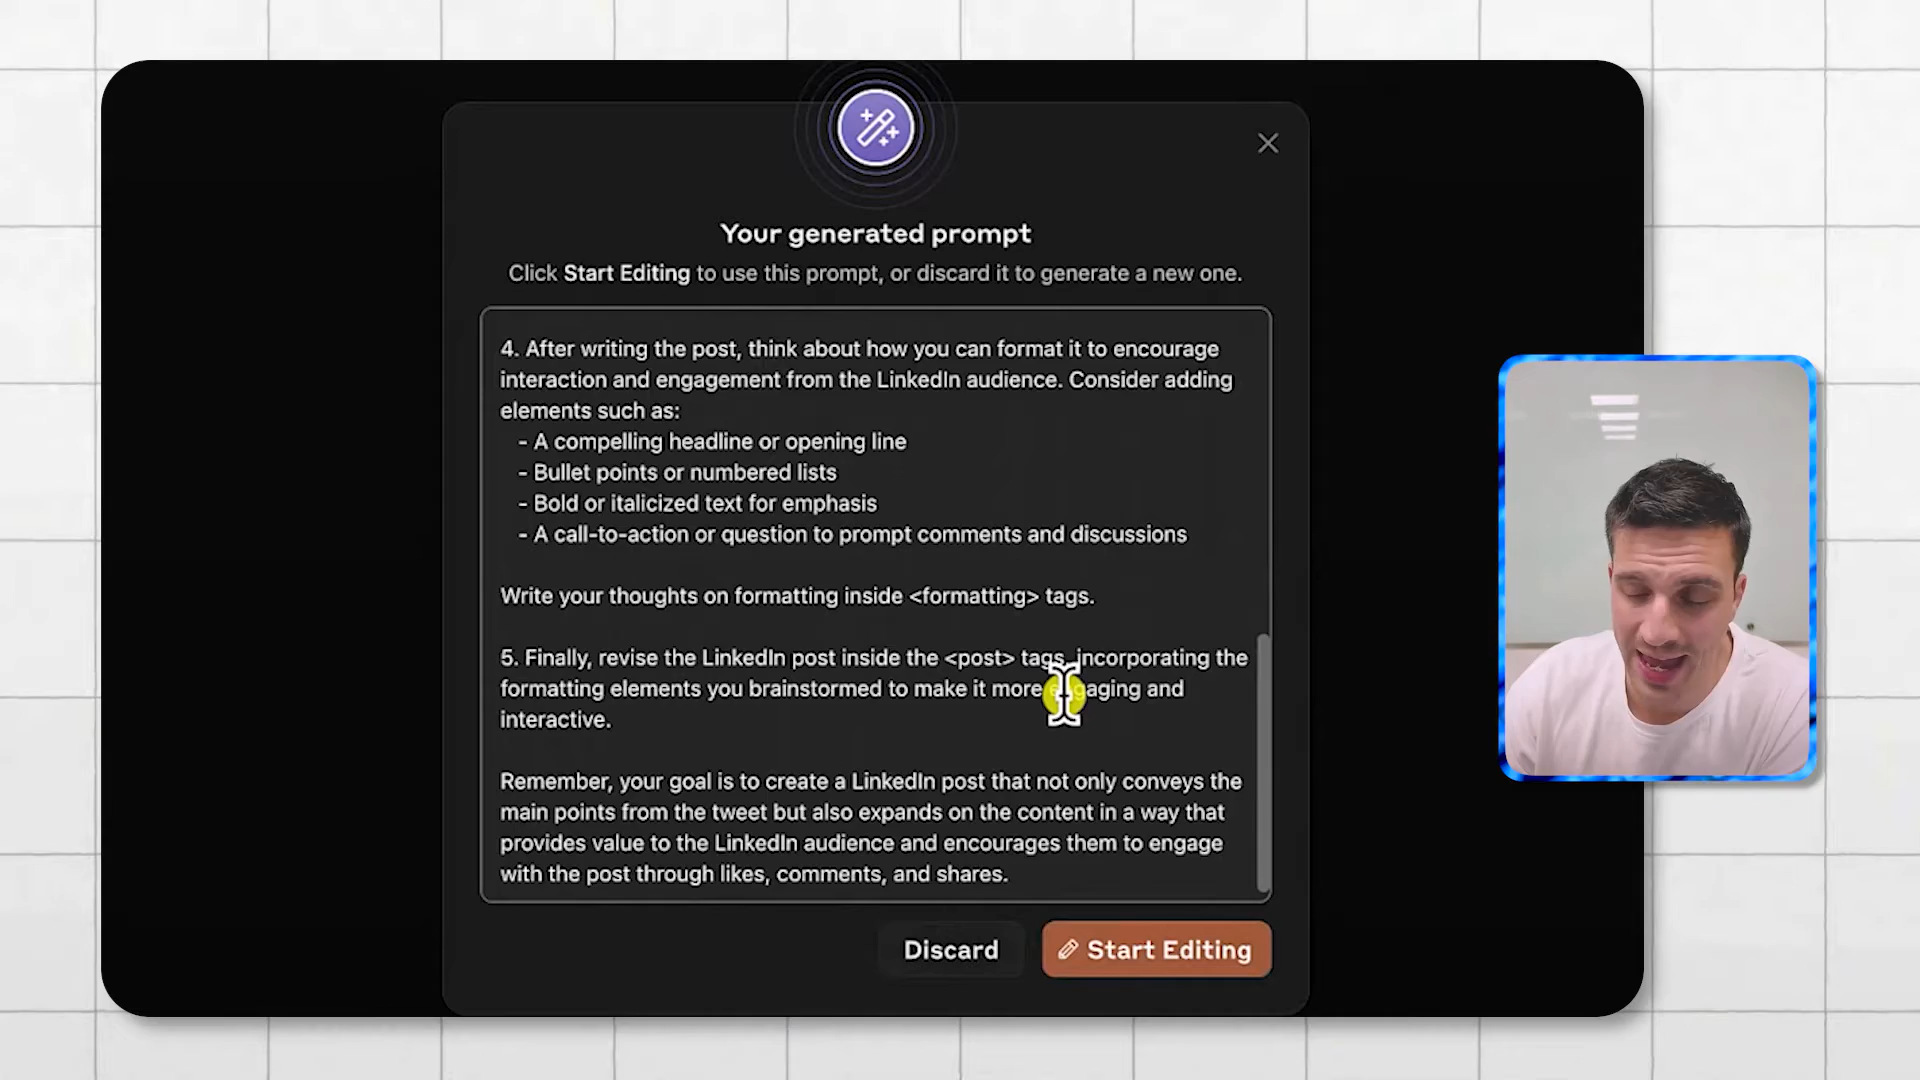 Your generated prompt
Click Start Editing to use this prompt, or discard it to generate a new one.
4. After writing the post, think about how you can format it to encourage
interaction and engagement from the LinkedIn audience. Consider adding
elements such as:
- A compelling headline or opening line
- Bullet points or numbered lists
- Bold or italicized text for emphasis
- A call-to-action or question to prompt comments and discussions
Write your thoughts on formatting inside <formatting> tags.
5. Finally, revise the LinkedIn post inside the <post> tags, incorporating the
formatting elements you brainstormed to make it more engaging and
interactive.
Remember, your goal is to create a LinkedIn post that not only conveys the
main points from the tweet but also expands on the content in a way that
provides value to the LinkedIn audience and encourages them to engage
with the post through likes, comments, and shares.
Discard
Start Editing